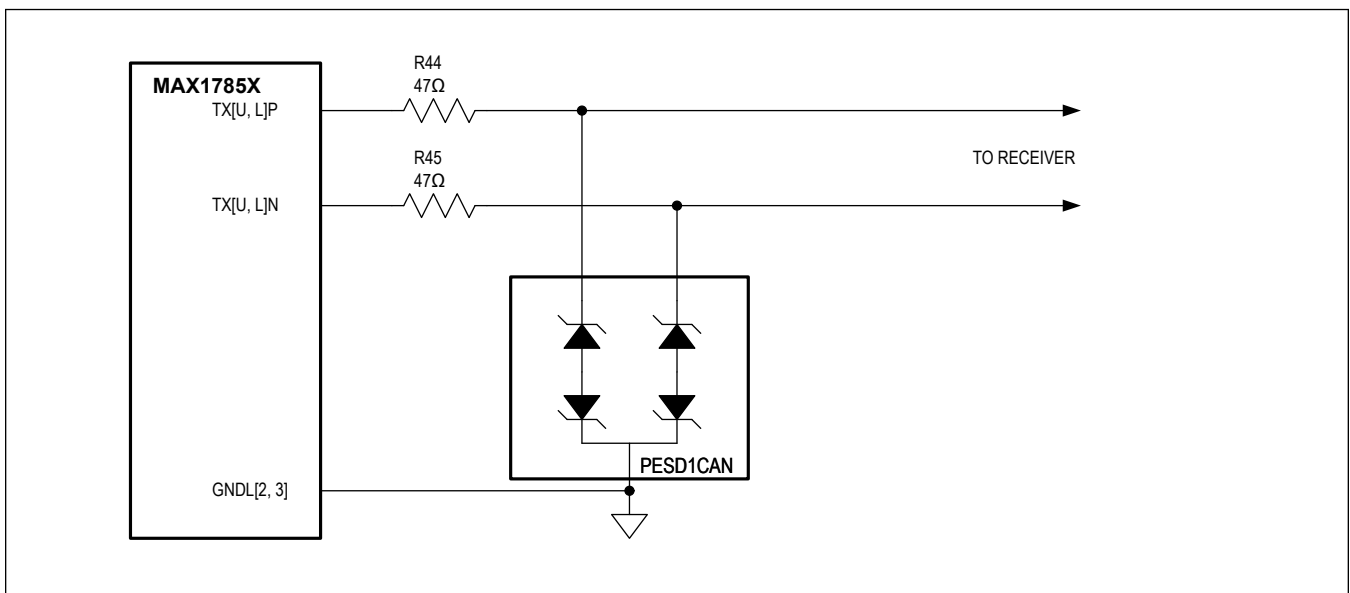 R44
47Ω
MAX1785X
TX[U, L]P
TO RECEIVER
R45
47Ω
TX[U, L]N
PESD1CAN
GNDL[2, 3]